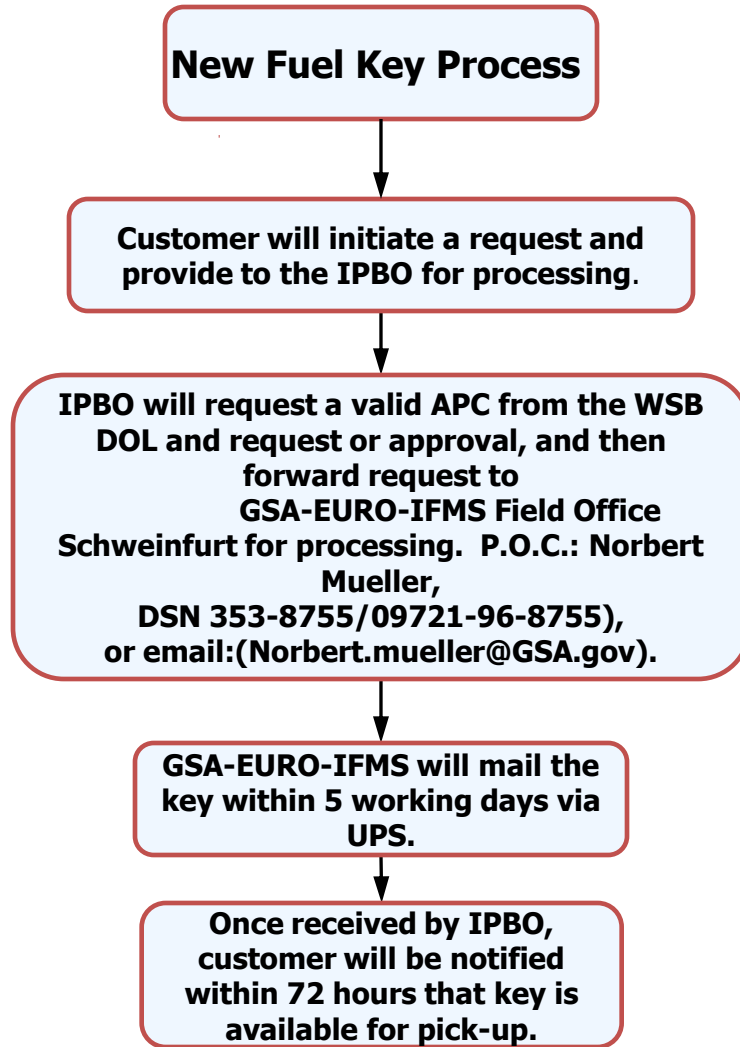 New Fuel Key Process
Customer will initiate a request and
provide to the IPBO for processing.
IPBO will request a valid APC from the WSB
DOL and request or approval, and then
forward request to
GSA-EURO-IFMS Field Office
Schweinfurt for processing.  P.O.C.: Norbert
Mueller,
DSN 353-8755/09721-96-8755),
or email:(Norbert.mueller@GSA.gov).
GSA-EURO-IFMS will mail the
key within 5 working days via
UPS.
Once received by IPBO,
customer will be notified
within 72 hours that key is
available for pick-up.